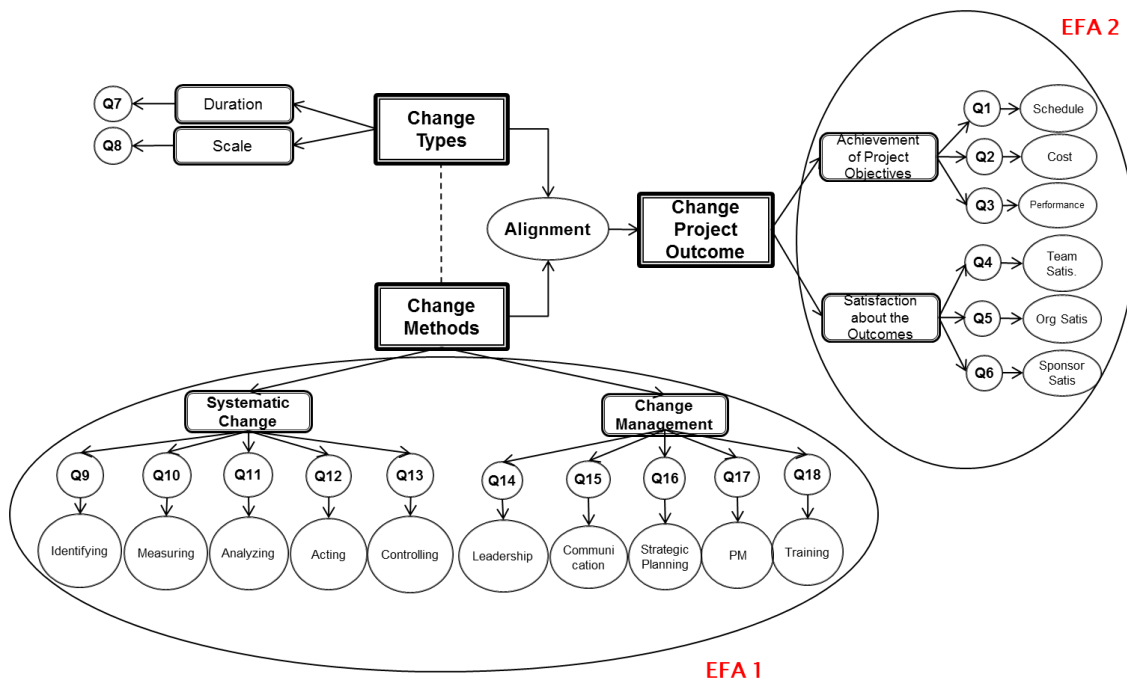 EFA 2
Q7
Duration
Q8
Scale
Change
Types
Alignment
Change
Project
Outcome
Change
Methods
Achievement
of Project
Objectives
Q1
Schedule
Q2
Cost
Q3
Performance
Satisfaction
about the
Outcomes
Q4
Team
Satis.
Q5
Org Satis
Q6
Sponsor
Satis
Systematic
Change
Change
Management
Q9
Q10
Q11
Q12
Q13
Q14
Q15
Q16
Q17
Q18
Identifying
Measuring
Analyzing
Acting
Controlling
Leadership
Communi
cation
Strategic
Planning
PM
Training
EFA 1